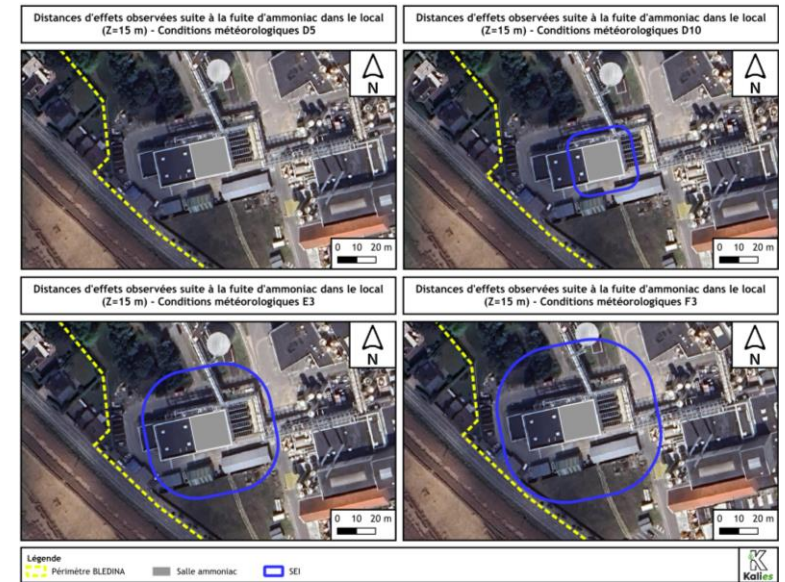 Distances d'effets observées suite à la fuite d'ammoniac dans le local
(Z=15 m) - Conditions météorologiques D5
Distances d'effets observées suite à la fuite d'ammoniac dans le local
(Z=15 m) - Conditions météorologiques D10
N
0 10 20 m
N
0 10 20 m
Distances d'effets observées suite à la fuite d'ammoniac dans le local
(Z=15 m) - Conditions météorologiques E3
Distances d'effets observées suite à la fuite d'ammoniac dans le local
(Z=15 m) - Conditions météorologiques F3
N
0 10 20 m
N
0 10 20 m
Légende
Périmètre BLEDINA
Salle ammoniac
SEI
Kalies